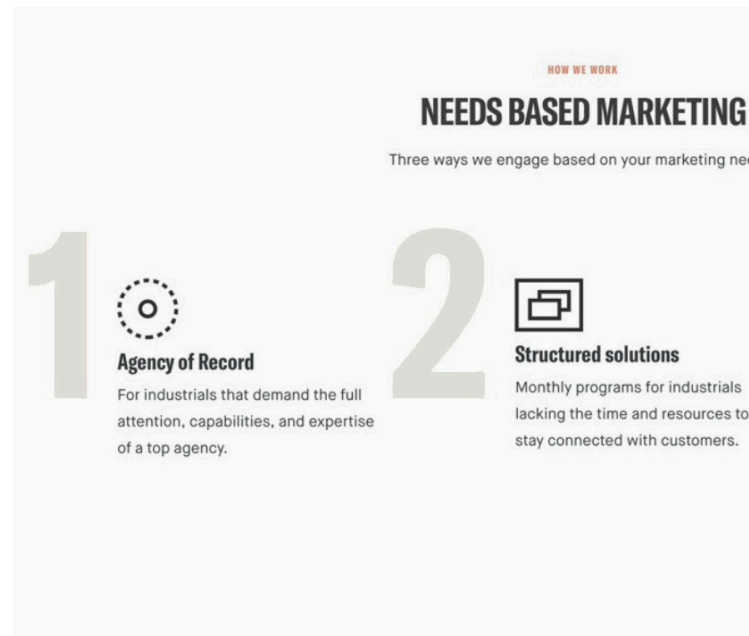 HOW WE WORK
NEEDS BASED MARKETING
Three ways we engage based on your marketing
1
Agency of Record
For industrials that demand the full
attention, capabilities, and expertise
of a top agency.
2
Structured solutions
Monthly programs for industrials
lacking the time and resources to
stay connected with customers.